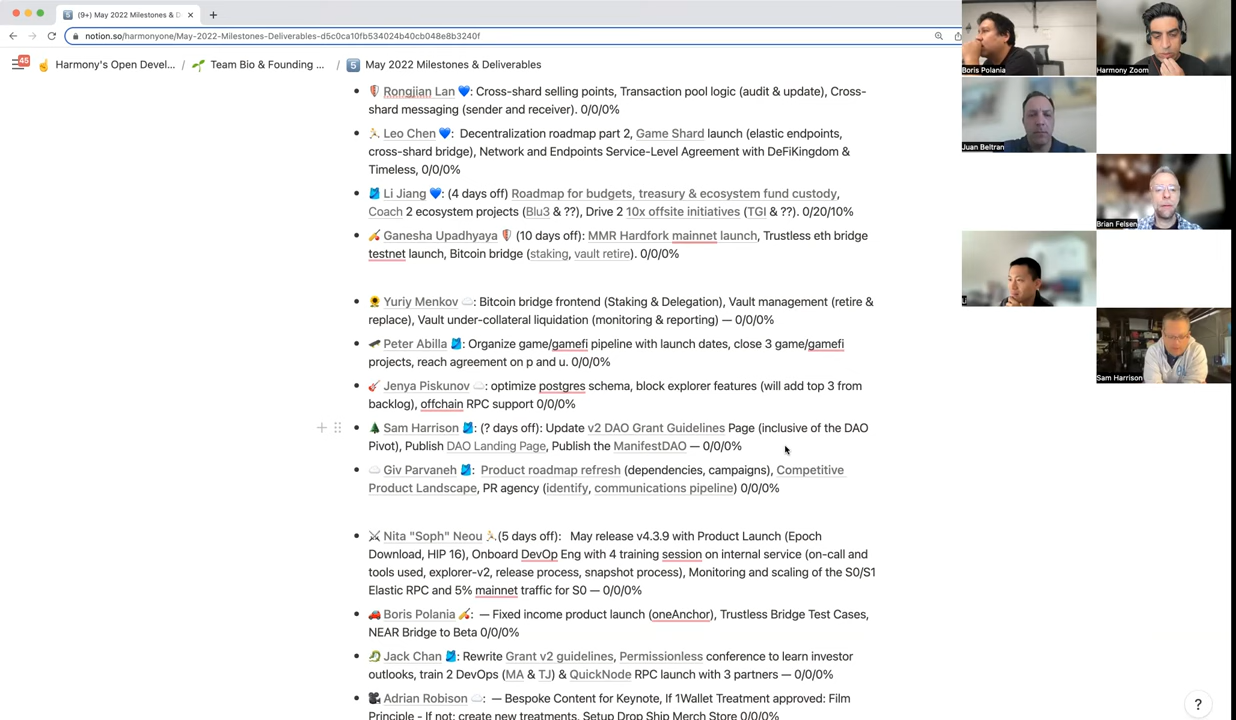 (9+) May 2022 Milestones & D
notion.so/harmonyone/May-2022-Milestones-Deliverables-d5c0ca10fb534024b40cb048e8b3240f
45
Harmony's Open Devel... / Team Bio & Founding ... / May 2022 Milestones & Deliverables
Rongjian Lan 💙: Cross-shard selling points, Transaction pool logic (audit & update), Cross-
shard messaging (sender and receiver). 0/0/0%
Leo Chen 💙: Decentralization roadmap part 2, Game Shard launch (elastic endpoints,
cross-shard bridge), Network and Endpoints Service-Level Agreement with DeFiKingdom &
Timeless, 0/0/0%
Li Jiang 💙: (4 days off) Roadmap for budgets, treasury & ecosystem fund custody,
Coach 2 ecosystem projects (Blu3 & ??), Drive 2 10x offsite initiatives (TGI & ??). 0/20/10%
Ganesha Upadhyaya (10 days off): MMR Hardfork mainnet launch, Trustless eth bridge
testnet launch, Bitcoin bridge (staking, vault retire). 0/0/0%
Yuriy Menkov : Bitcoin bridge frontend (Staking & Delegation), Vault management (retire &
replace), Vault under-collateral liquidation (monitoring & reporting) — 0/0/0%
Peter Abilla : Organize game/gamefi pipeline with launch dates, close 3 game/gamefi
projects, reach agreement on p and u. 0/0/0%
Jenya Piskunov : optimize postgres schema, block explorer features (will add top 3 from
backlog), offchain RPC support 0/0/0%
Sam Harrison : (? days off): Update v2 DAO Grant Guidelines Page (inclusive of the DAO
Pivot), Publish DAO Landing Page, Publish the ManifestDAO — 0/0/0%
Giv Parvaneh : Product roadmap refresh (dependencies, campaigns), Competitive
Product Landscape, PR agency (identify, communications pipeline) 0/0/0%
Nita "Soph" Neou (5 days off): May release v4.3.9 with Product Launch (Epoch
Download, HIP 16), Onboard DevOp Eng with 4 training session on internal service (on-call and
tools used, explorer-v2, release process, snapshot process), Monitoring and scaling of the S0/S1
Elastic RPC and 5% mainnet traffic for S0 — 0/0/0%
Boris Polania : — Fixed income product launch (oneAnchor), Trustless Bridge Test Cases,
NEAR Bridge to Beta 0/0/0%
Jack Chan : Rewrite Grant v2 guidelines, Permissionless conference to learn investor
outlooks, train 2 DevOps (MA & TJ) & QuickNode RPC launch with 3 partners — 0/0/0%
Adrian Robison : — Bespoke Content for Keynote, If 1Wallet Treatment approved: Film
Principle - If not: create new treatments, Setup Drop Ship Merch Store 0/0/0%
Boris Polania
Harmony Zoom
Juan Beltran
Brian Felsen
Sam Harrison
?